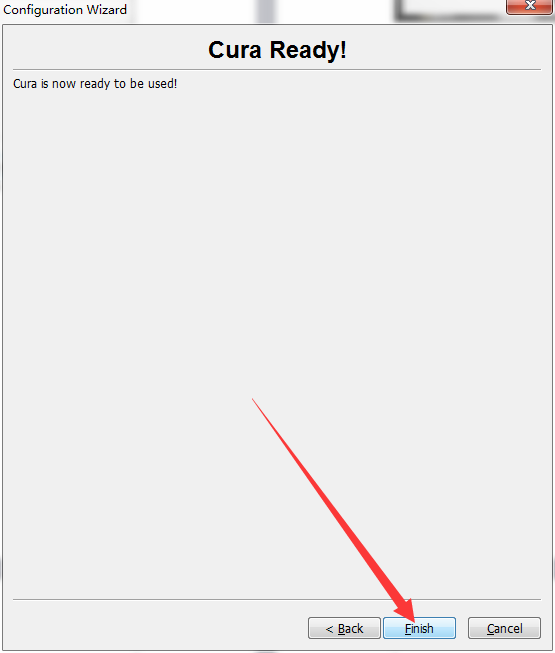 Configuration Wizard
Cura Ready!
Cura is now ready to be used!
< Back
Finish
Cancel